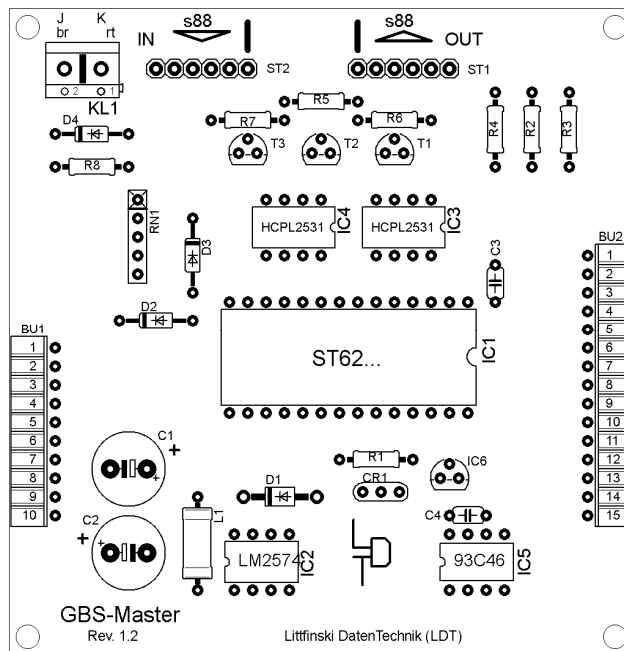 J K
br rt
2 1
KL1
IN s88
ST2
s88 OUT
ST1
D4
R8
R7
R5
R6
T3
T2
T1
R4
R2
R3
RN1
D3
D2
HCPL2531
IC4
HCPL2531
IC3
C3
BU2
1
2
3
4
5
6
7
8
9
10
11
12
13
14
15
ST62...
IC1
BU1
1
2
3
4
5
6
7
8
9
10
C1
+
+
C2
+
+
L1
D1
R1
CR1
IC6
C4
LM2574
IC2
93C46
IC5
GBS-Master
Rev. 1.2
Littfinski DatenTechnik (LDT)